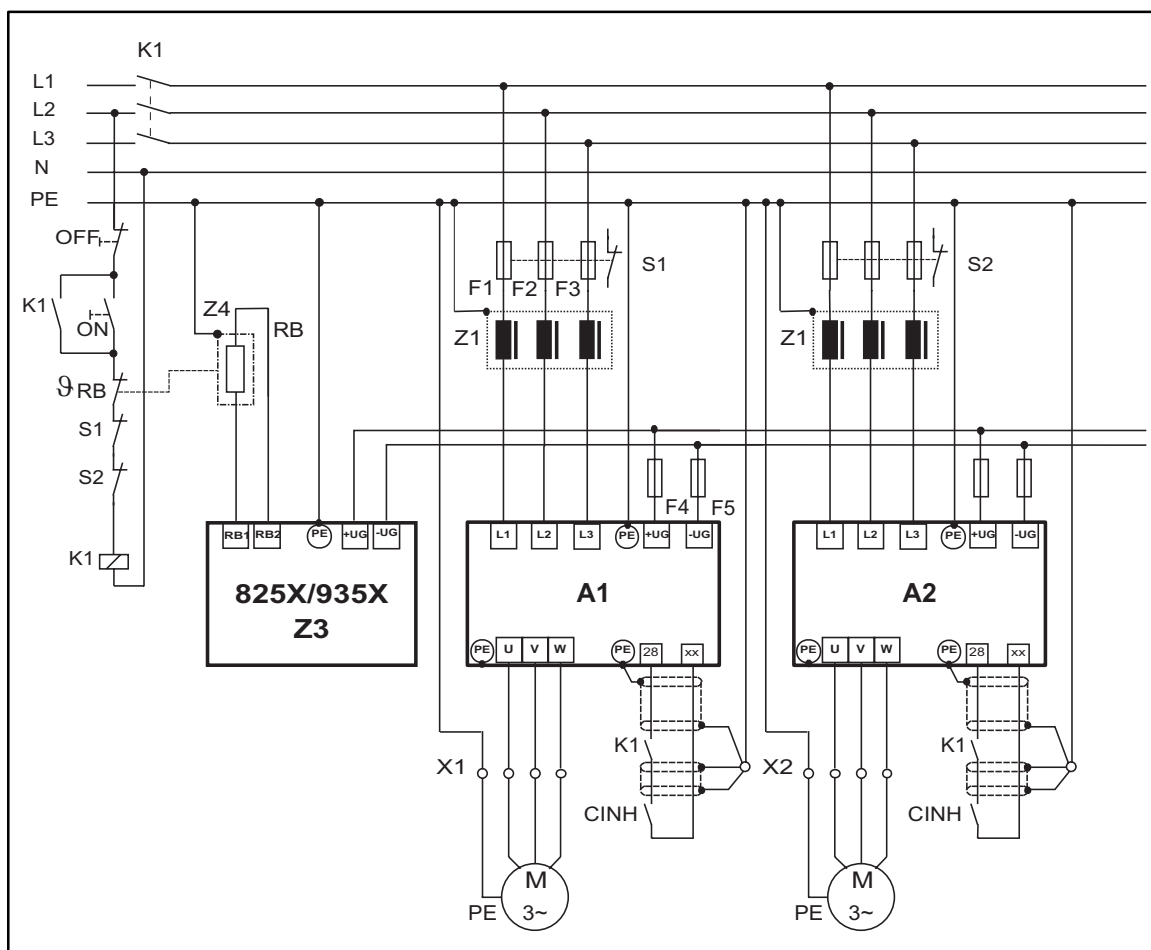 K1
L1
L2
L3
N
PE
OFF
S1
S2
K1
ON
Z4
RB
F1 F2 F3
Z1
Z1
ϑ RB
S1
S2
F4 F5
K1
RB1 RB2 PE +UG -UG
L1 L2 L3 PE +UG -UG
L1 L2 L3 PE +UG -UG
825X/935X
Z3
A1
A2
PE U V W PE 28 xx
PE U V W PE 28 xx
K1
K1
X1
X2
CINH
CINH
M
3~
PE
M
3~
PE